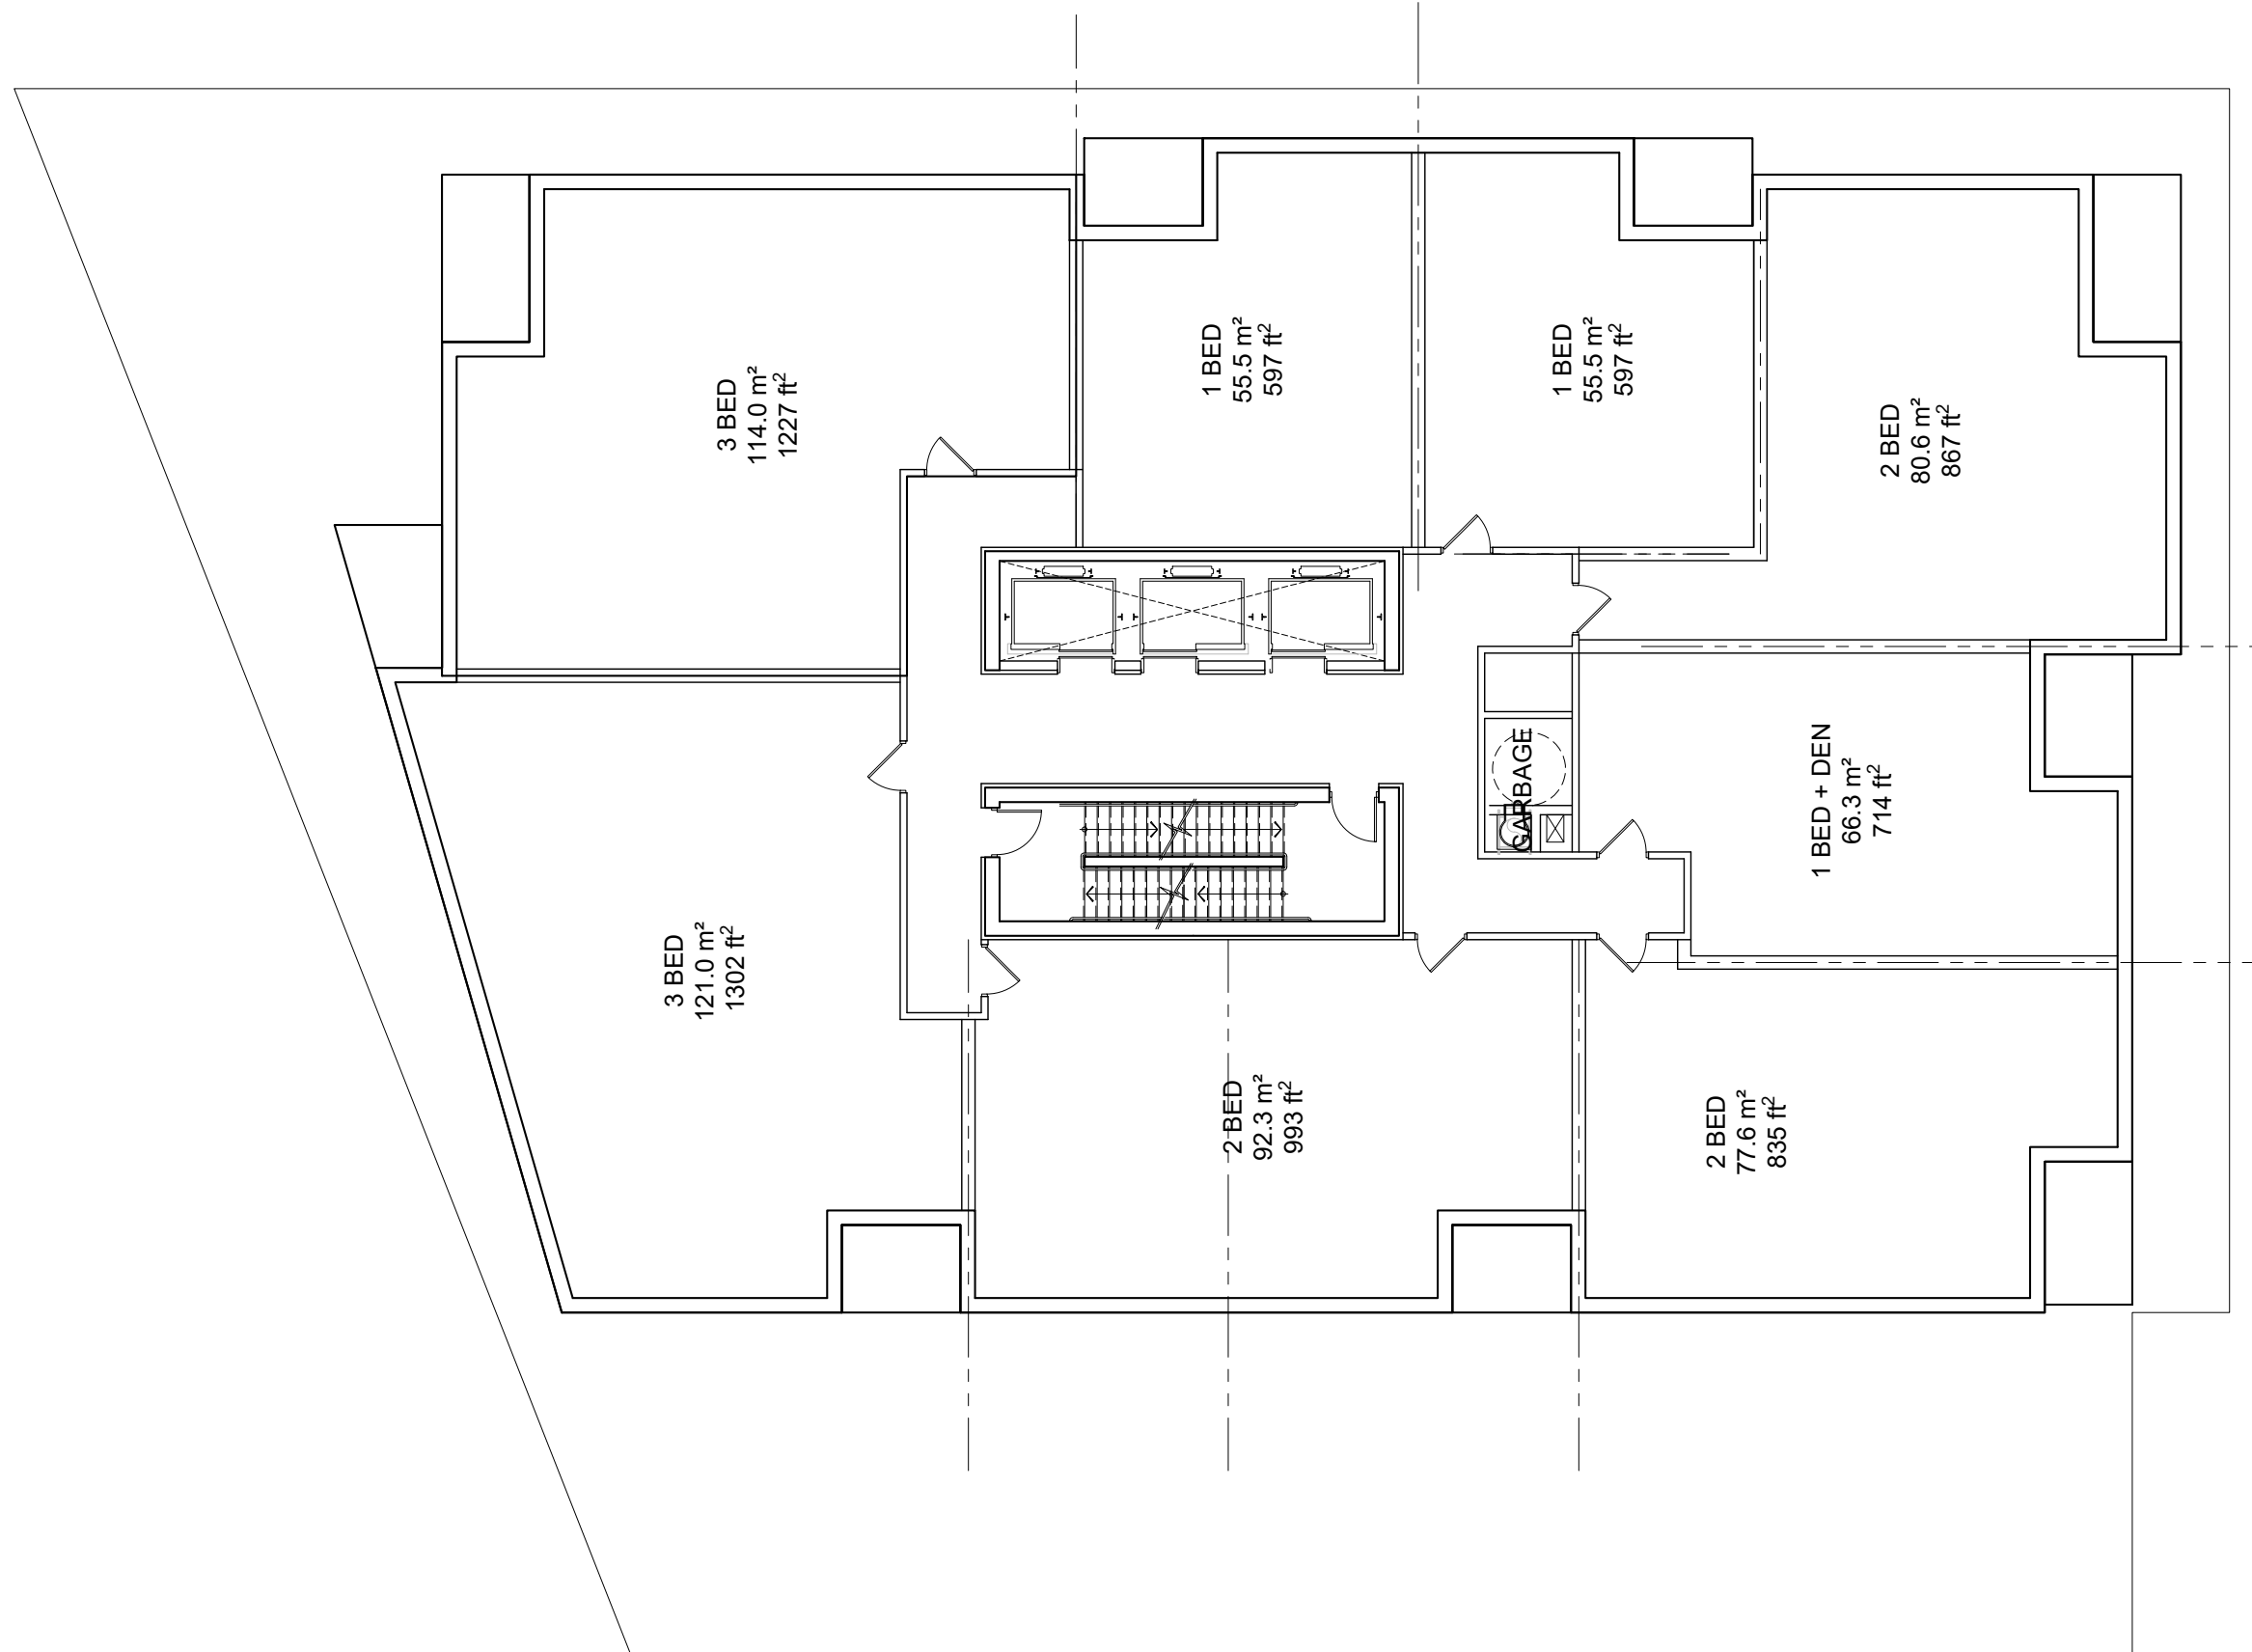 3 BED
114.0 m²
1227 ft²
1 BED
55.5 m²
597 ft²
1 BED
55.5 m²
597 ft²
2 BED
80.6 m²
867 ft²
GARBAGE
1 BED + DEN
66.3 m²
714 ft²
3 BED
121.0 m²
1302 ft²
2 BED
92.3 m²
993 ft²
2 BED
77.6 m²
835 ft²